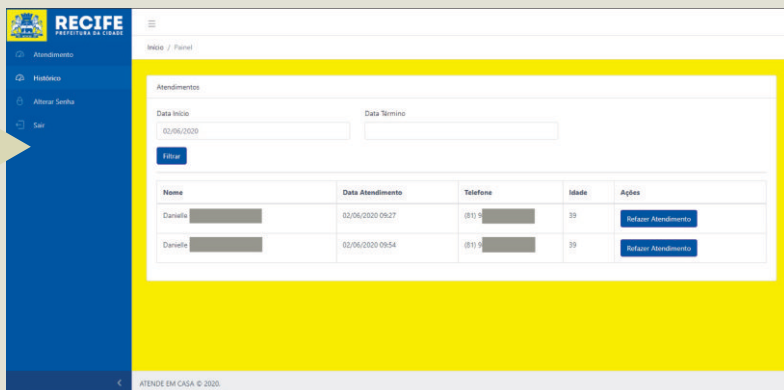 RECIFE
PREFEITURA DA CIDADE
Atendimento
Histórico
Alterar Senha
Sair
Início / Painel
Atendimentos
Data Início Data Término
02/06/2020
Filtrar
Nome Data Atendimento Telefone Idade Ações
Danielle 02/06/2020 09:27 (81) 9 39 Refazer Atendimento
Danielle 02/06/2020 09:54 (81) 9 39 Refazer Atendimento
ATENDE EM CASA © 2020.